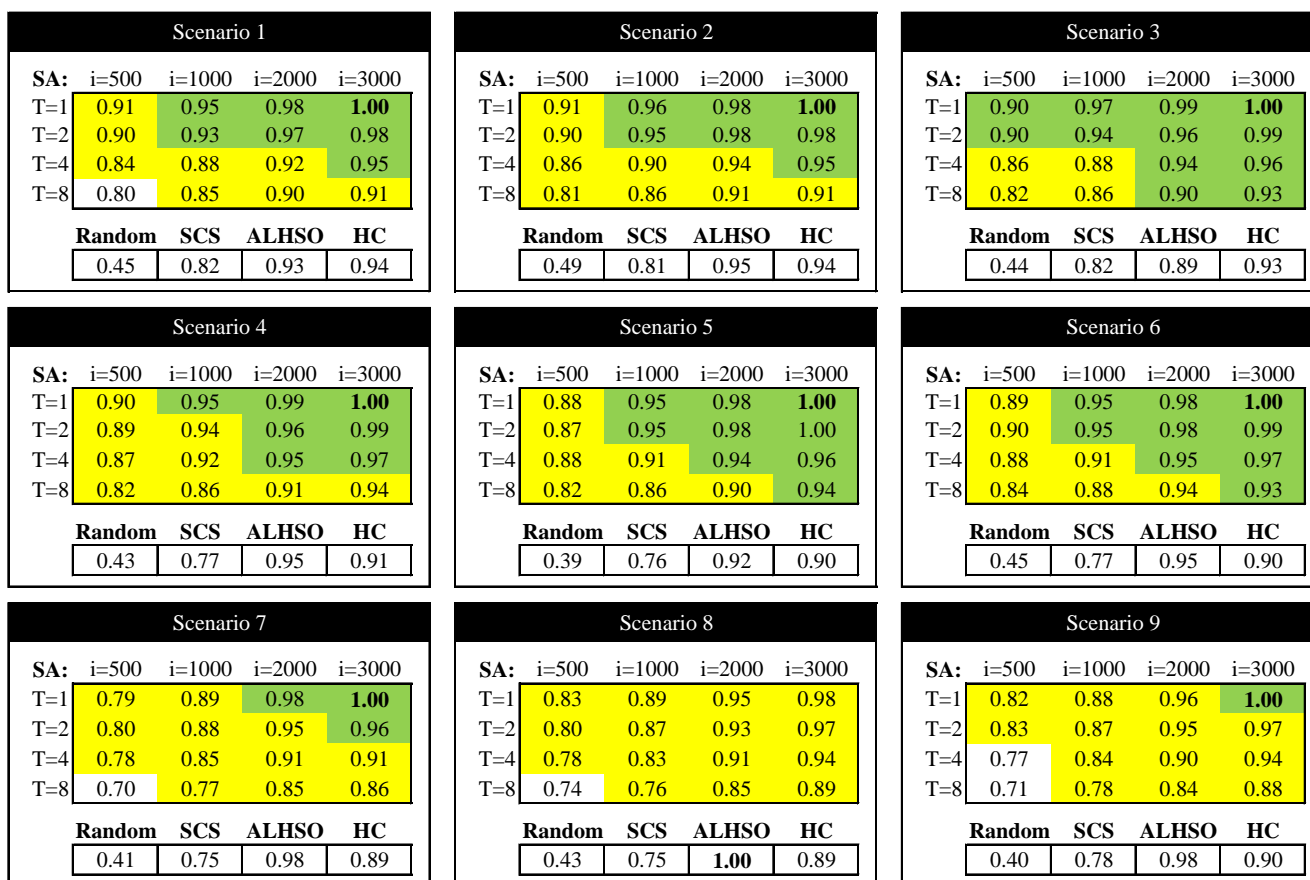 Scenario 1
SA: i=500 i=1000 i=2000 i=3000
T=1 0.91 0.95 0.98 1.00
T=2 0.90 0.93 0.97 0.98
T=4 0.84 0.88 0.92 0.95
T=8 0.80 0.85 0.90 0.91
Random SCS ALHSO HC
0.45 0.82 0.93 0.94
Scenario 2
SA: i=500 i=1000 i=2000 i=3000
T=1 0.91 0.96 0.98 1.00
T=2 0.90 0.95 0.98 0.98
T=4 0.86 0.90 0.94 0.95
T=8 0.81 0.86 0.91 0.91
Random SCS ALHSO HC
0.49 0.81 0.95 0.94
Scenario 3
SA: i=500 i=1000 i=2000 i=3000
T=1 0.90 0.97 0.99 1.00
T=2 0.90 0.94 0.96 0.99
T=4 0.86 0.88 0.94 0.96
T=8 0.82 0.86 0.90 0.93
Random SCS ALHSO HC
0.44 0.82 0.89 0.93
Scenario 4
SA: i=500 i=1000 i=2000 i=3000
T=1 0.90 0.95 0.99 1.00
T=2 0.89 0.94 0.96 0.99
T=4 0.87 0.92 0.95 0.97
T=8 0.82 0.86 0.91 0.94
Random SCS ALHSO HC
0.43 0.77 0.95 0.91
Scenario 5
SA: i=500 i=1000 i=2000 i=3000
T=1 0.88 0.95 0.98 1.00
T=2 0.87 0.95 0.98 1.00
T=4 0.88 0.91 0.94 0.96
T=8 0.82 0.86 0.90 0.94
Random SCS ALHSO HC
0.39 0.76 0.92 0.90
Scenario 6
SA: i=500 i=1000 i=2000 i=3000
T=1 0.89 0.95 0.98 1.00
T=2 0.90 0.95 0.98 0.99
T=4 0.88 0.91 0.95 0.97
T=8 0.84 0.88 0.94 0.93
Random SCS ALHSO HC
0.45 0.77 0.95 0.90
Scenario 7
SA: i=500 i=1000 i=2000 i=3000
T=1 0.79 0.89 0.98 1.00
T=2 0.80 0.88 0.95 0.96
T=4 0.78 0.85 0.91 0.91
T=8 0.70 0.77 0.85 0.86
Random SCS ALHSO HC
0.41 0.75 0.98 0.89
Scenario 8
SA: i=500 i=1000 i=2000 i=3000
T=1 0.83 0.89 0.95 0.98
T=2 0.80 0.87 0.93 0.97
T=4 0.78 0.83 0.91 0.94
T=8 0.74 0.76 0.85 0.89
Random SCS ALHSO HC
0.43 0.75 1.00 0.89
Scenario 9
SA: i=500 i=1000 i=2000 i=3000
T=1 0.82 0.88 0.96 1.00
T=2 0.83 0.87 0.95 0.97
T=4 0.77 0.84 0.90 0.94
T=8 0.71 0.78 0.84 0.88
Random SCS ALHSO HC
0.40 0.78 0.98 0.90